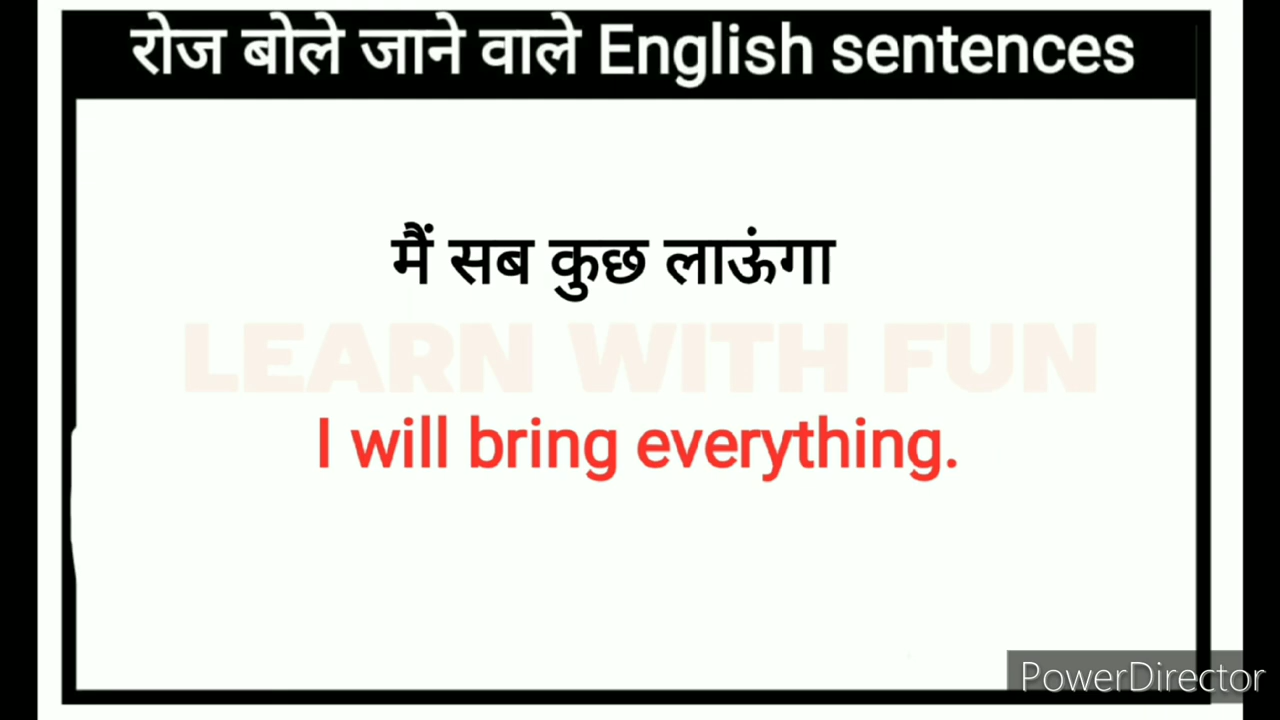 रोज बोले जाने वाले English sentences
मैं सब कुछ लाऊंगा
LEARN WITH FUN
I will bring everything.
PowerDirector